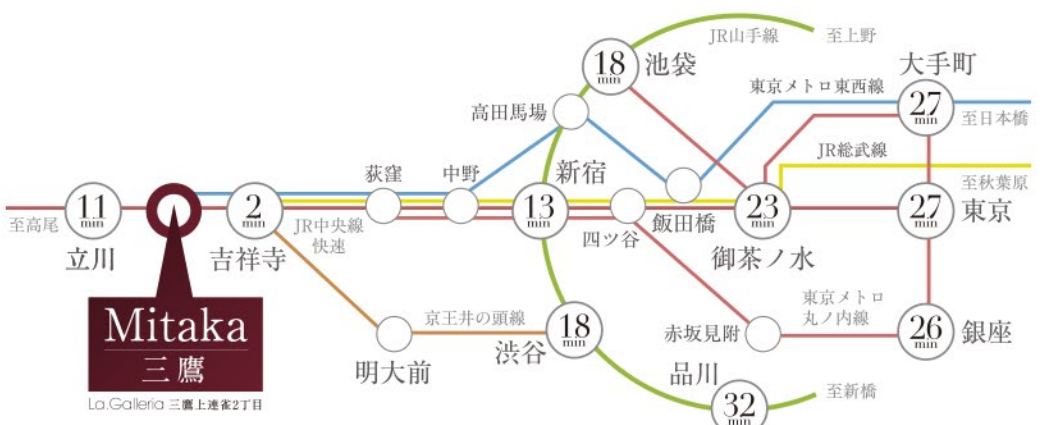 JR山手線
至上野
18
min
池袋
大手町
東京メトロ東西線
27
min
高田馬場
至日本橋
JR総武線
荻窪
中野
新宿
至秋葉原
至高尾
11
min
立川
2
min
吉祥寺
JR中央線
快速
13
min
四ツ谷
飯田橋
23
min
御茶ノ水
27
min
東京
Mitaka
三鷹
La.Galleria 三鷹上連雀2丁目
京王井の頭線
明大前
18
min
渋谷
赤坂見附
東京メトロ
丸ノ内線
26
min
銀座
品川
32
min
至新橋